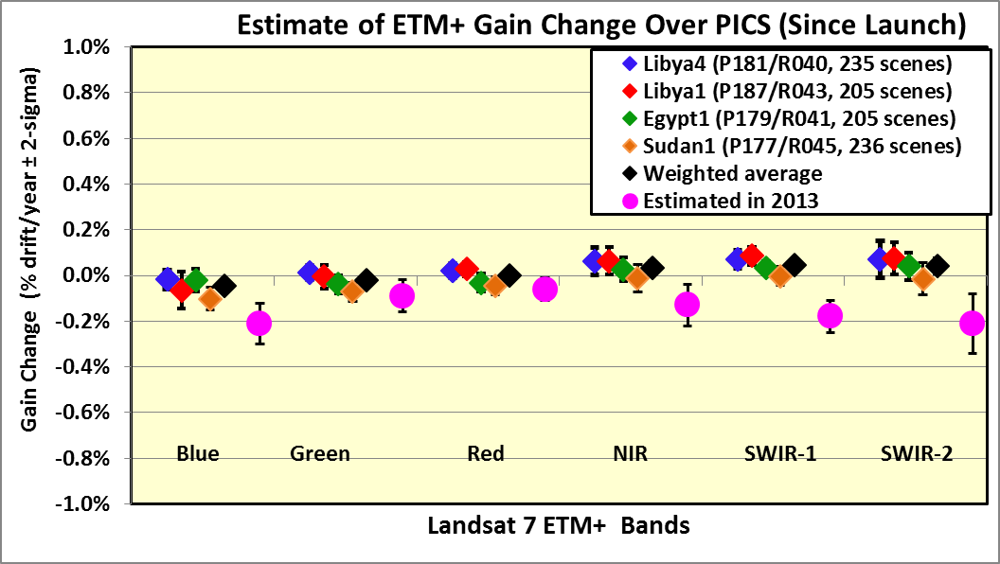 Estimate of ETM+ Gain Change Over PICS (Since Launch)
Gain Change (% drift/year ± 2-sigma)
1.0%
0.8%
0.6%
0.4%
0.2%
0.0%
-0.2%
-0.4%
-0.6%
-0.8%
-1.0%
Libya4 (P181/R040, 235 scenes)
Libya1 (P187/R043, 205 scenes)
Egypt1 (P179/R041, 205 scenes)
Sudan1 (P177/R045, 236 scenes)
Weighted average
Estimated in 2013
Blue Green Red NIR SWIR-1 SWIR-2
Landsat 7 ETM+ Bands